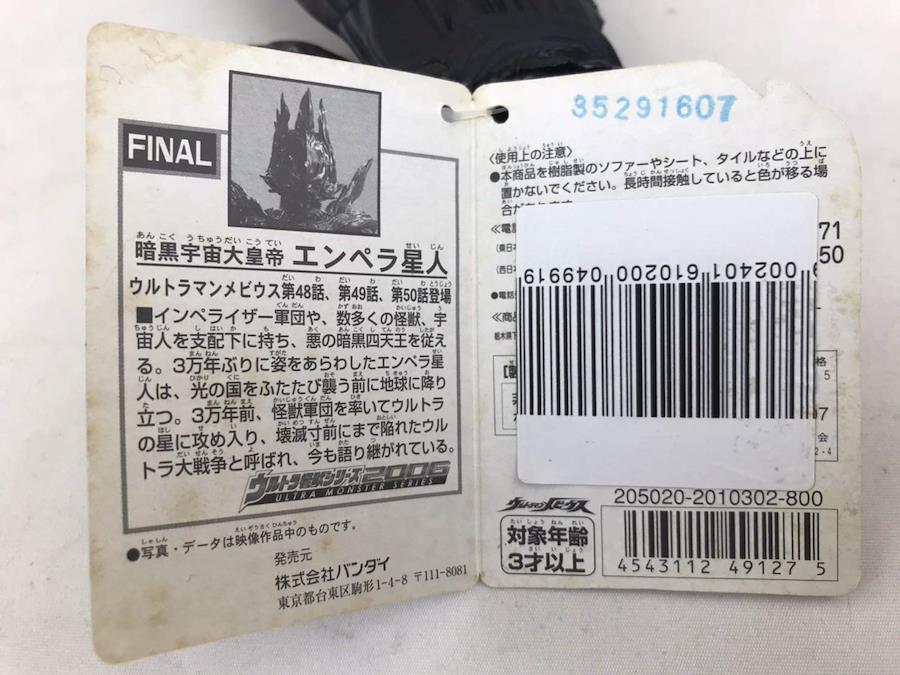 FINAL
暗黒宇宙大皇帝 エンペラ星人
ウルトラマンメビウス第48話、第49話、第50話登場
■インペライザー軍団や、数多くの怪獣、宇
宙人を支配下に持ち、悪の暗黒四天王を従え
る。3万年ぶりに姿をあらわしたエンペラ星
人は、光の国をふたたび襲う前に地球に降り
立つ。3万年前、怪獣軍団を率いてウルトラ
の星に攻め入り、壊滅寸前にまで陥れたウル
トラ大戦争と呼ばれ、今も語り継がれている。
ウルトラ怪獣シリーズ2006
ULTRA MONSTER SERIES
●写真・データは映像作品中のものです。
発売元
株式会社バンダイ
東京都台東区駒形1-4-8 〒111-8081
35291607
〈使用上の注意〉
●本商品を樹脂製のソファーやシート、タイルなどの上に
置かないでください。長時間接触していると色が移る場
合があります
71
50
002401 610200 049919
ウルトラマンメビウス
対象年齢
3才以上
205020-2010302-800
4543112 491275